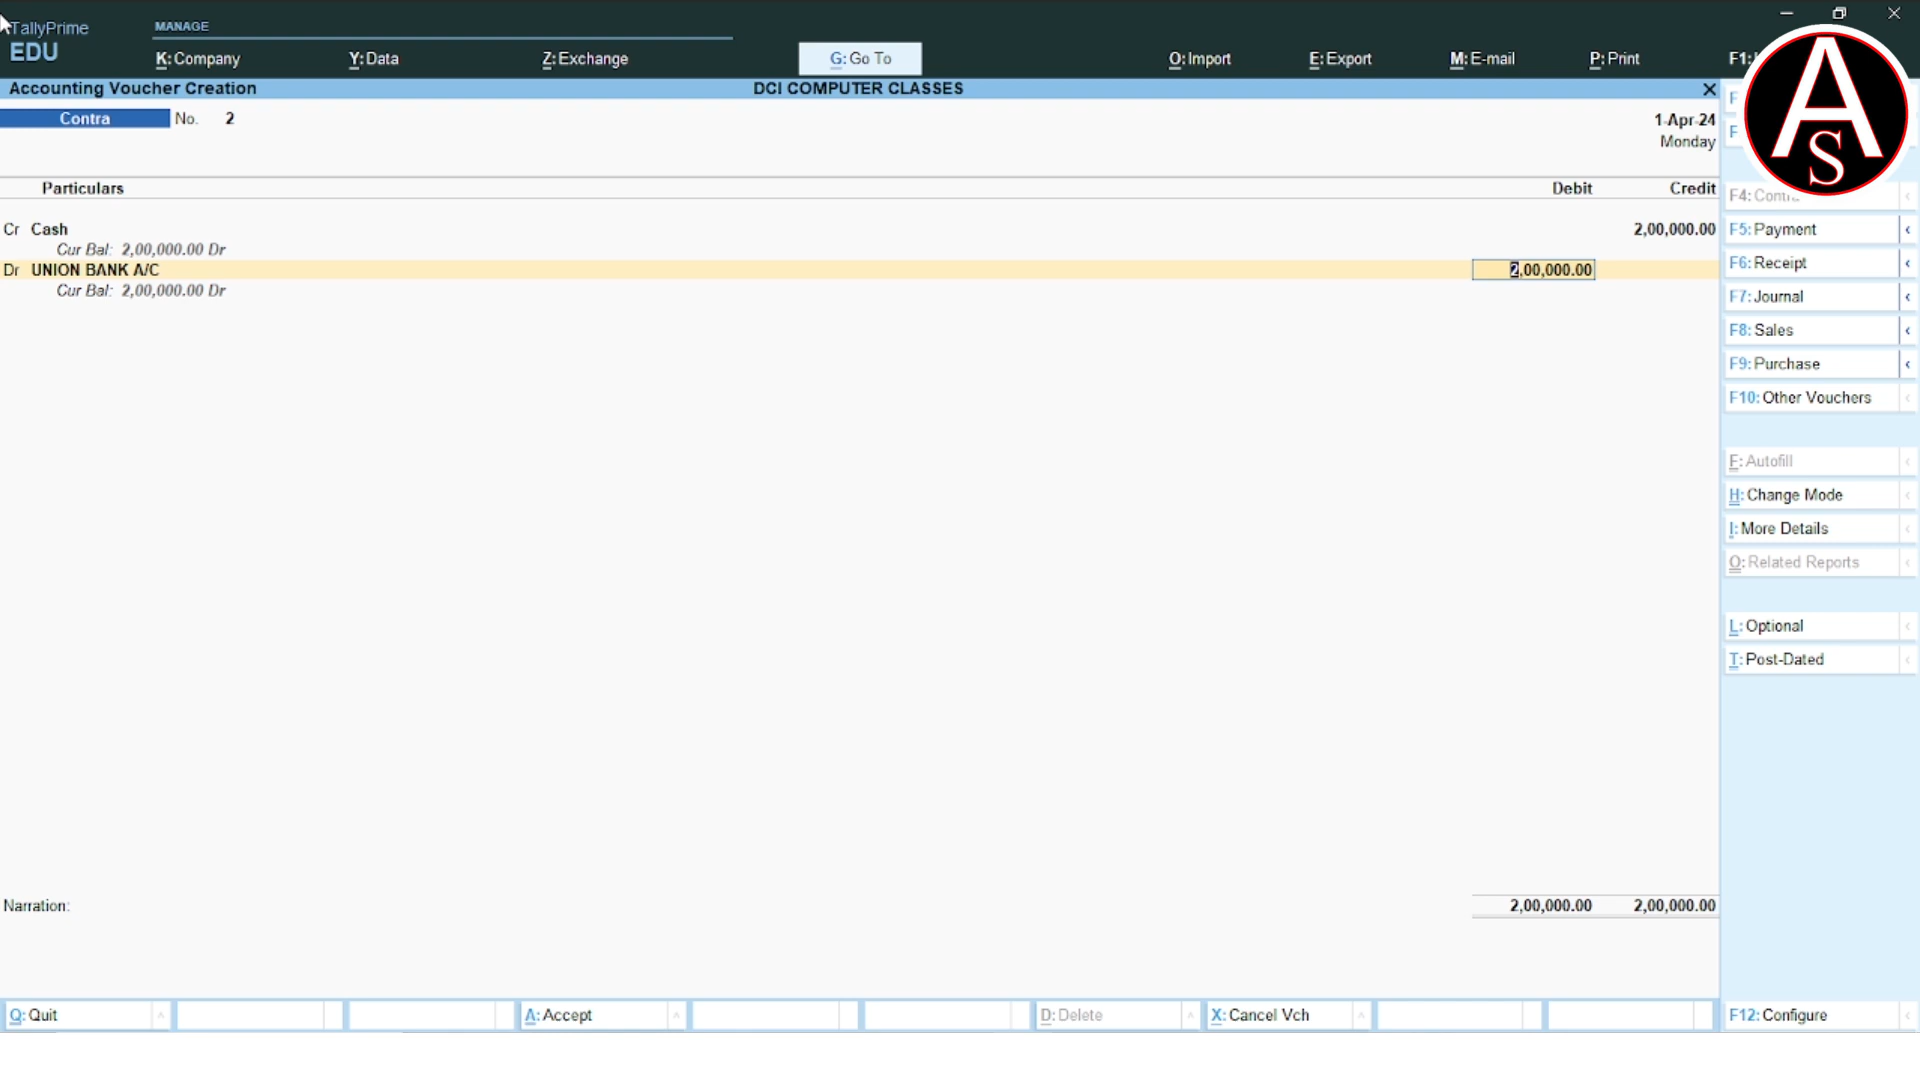 TallyPrime
EDU
MANAGE
K: Company
Y: Data
Z: Exchange
G: Go To
O: Import
E: Export
M: E-mail
P: Print
F1:
Accounting Voucher Creation
DCI COMPUTER CLASSES
Contra No. 2
1-Apr-24
Monday
Particulars Debit Credit
Cr Cash 2,00,000.00
Cur Bal: 2,00,000.00 Dr
Dr UNION BANK A/C 2,00,000.00
Cur Bal: 2,00,000.00 Dr
Narration: 2,00,000.00 2,00,000.00
AS
F
F
F4:
F5: Payment
F6: Receipt
F7: Journal
F8: Sales
F9: Purchase
F10: Other Vouchers
F: Autofill
H: Change Mode
I: More Details
O: Related Reports
L: Optional
T: Post-Dated
F12: Configure
Q: Quit
A: Accept
D: Delete
X: Cancel Vch